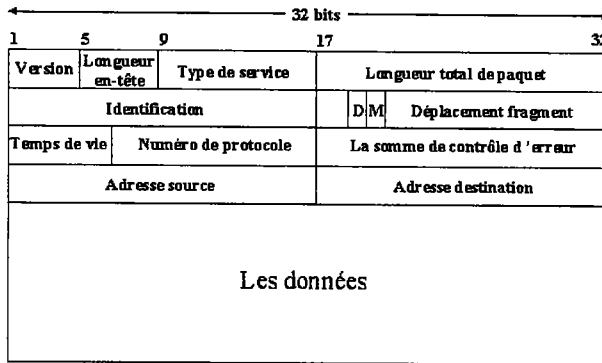 32 bits
1 5 9 17 32
Version Longueur en-tête Type de service Longueur total de paquet
Identification D M Déplacement fragment
Temps de vie Numéro de protocole La somme de contrôle d'erreur
Adresse source Adresse destination
Les données